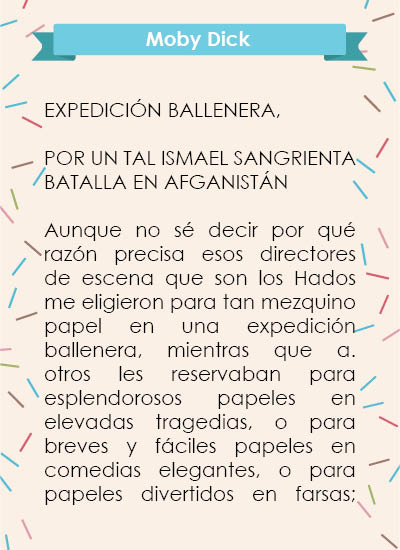 Moby Dick
EXPEDICIÓN BALLENERA,
POR UN TAL ISMAEL SANGRIENTA
BATALLA EN AFGANISTÁN
Aunque no sé decir por qué
razón precisa esos directores
de escena que son los Hados
me eligieron para tan mezquino
papel en una expedición
ballenera, mientras que a.
otros les reservaban para
esplendorosos papeles en
elevadas tragedias, o para
breves y fáciles papeles en
comedias elegantes, o para
papeles divertidos en farsas;